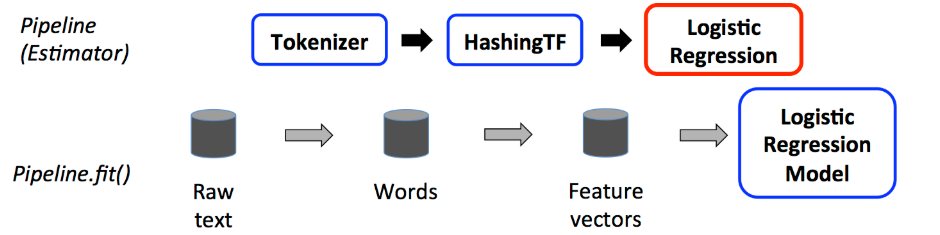 Pipeline
(Estimator)
Tokenizer
HashingTF
Logistic
Regression
Pipeline.fit()
Raw
text
Words
Feature
vectors
Logistic
Regression
Model